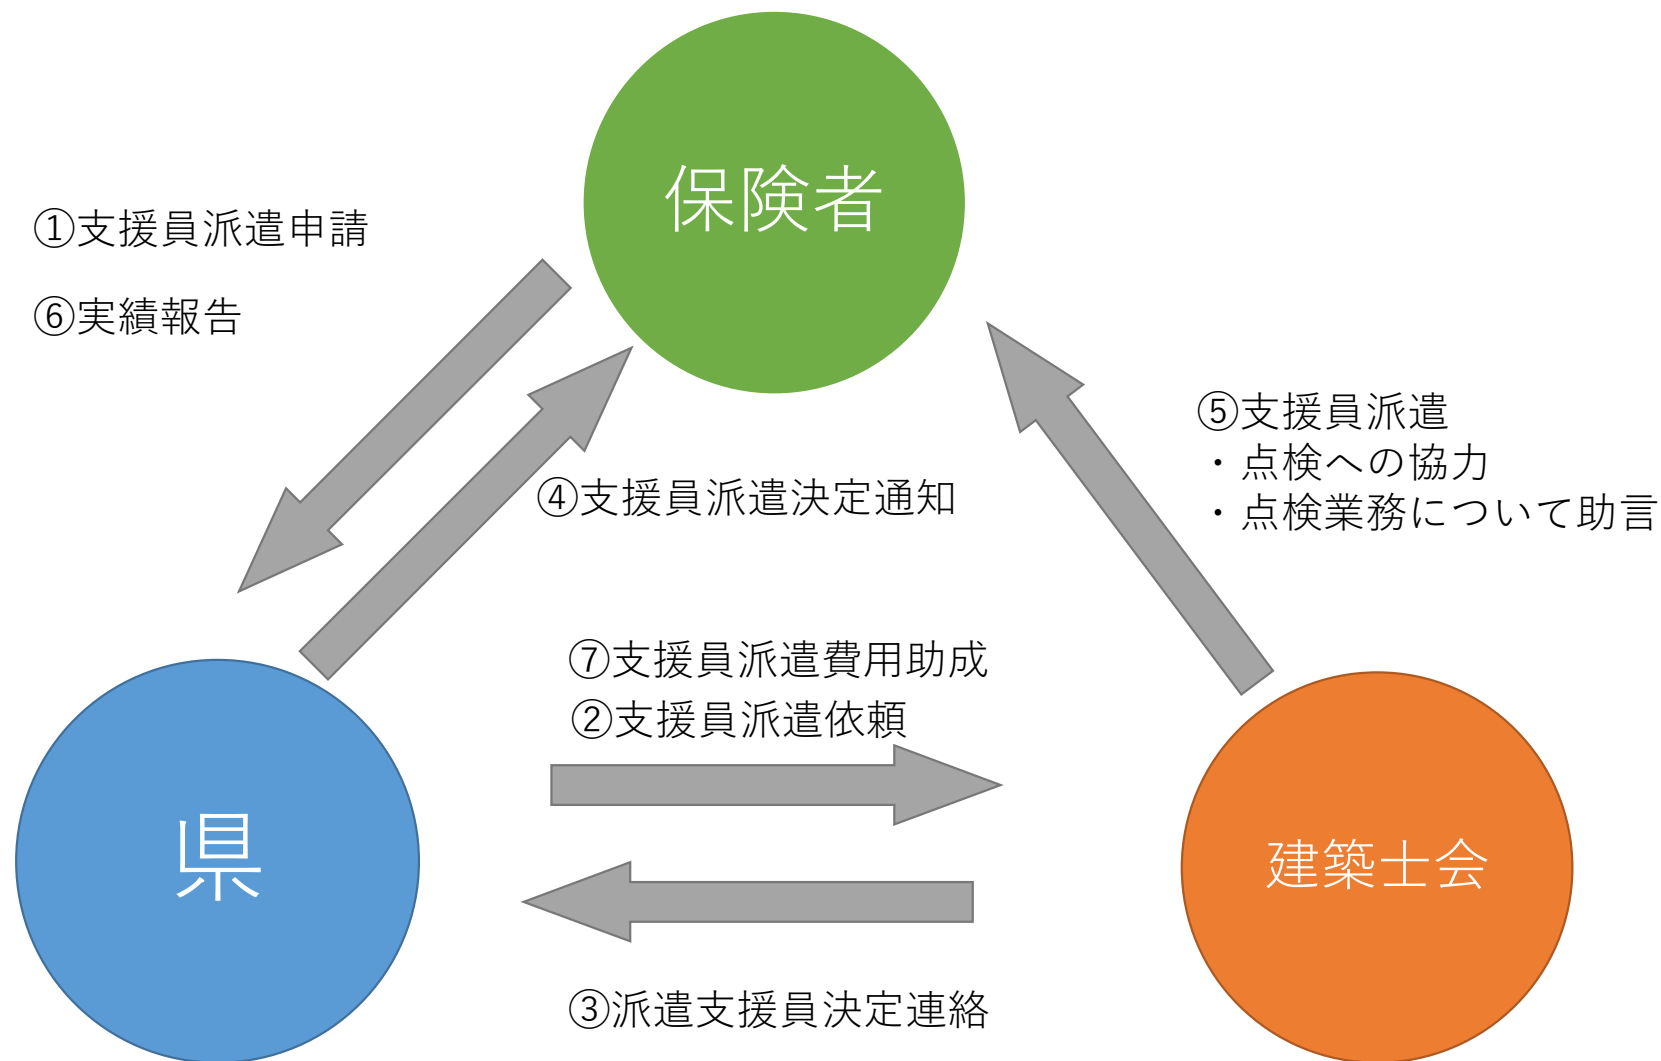 保険者
①支援員派遣申請
⑥実績報告
⑤支援員派遣
・点検への協力
・点検業務について助言
④支援員派遣決定通知
⑦支援員派遣費用助成
②支援員派遣依頼
県
建築士会
③派遣支援員決定連絡